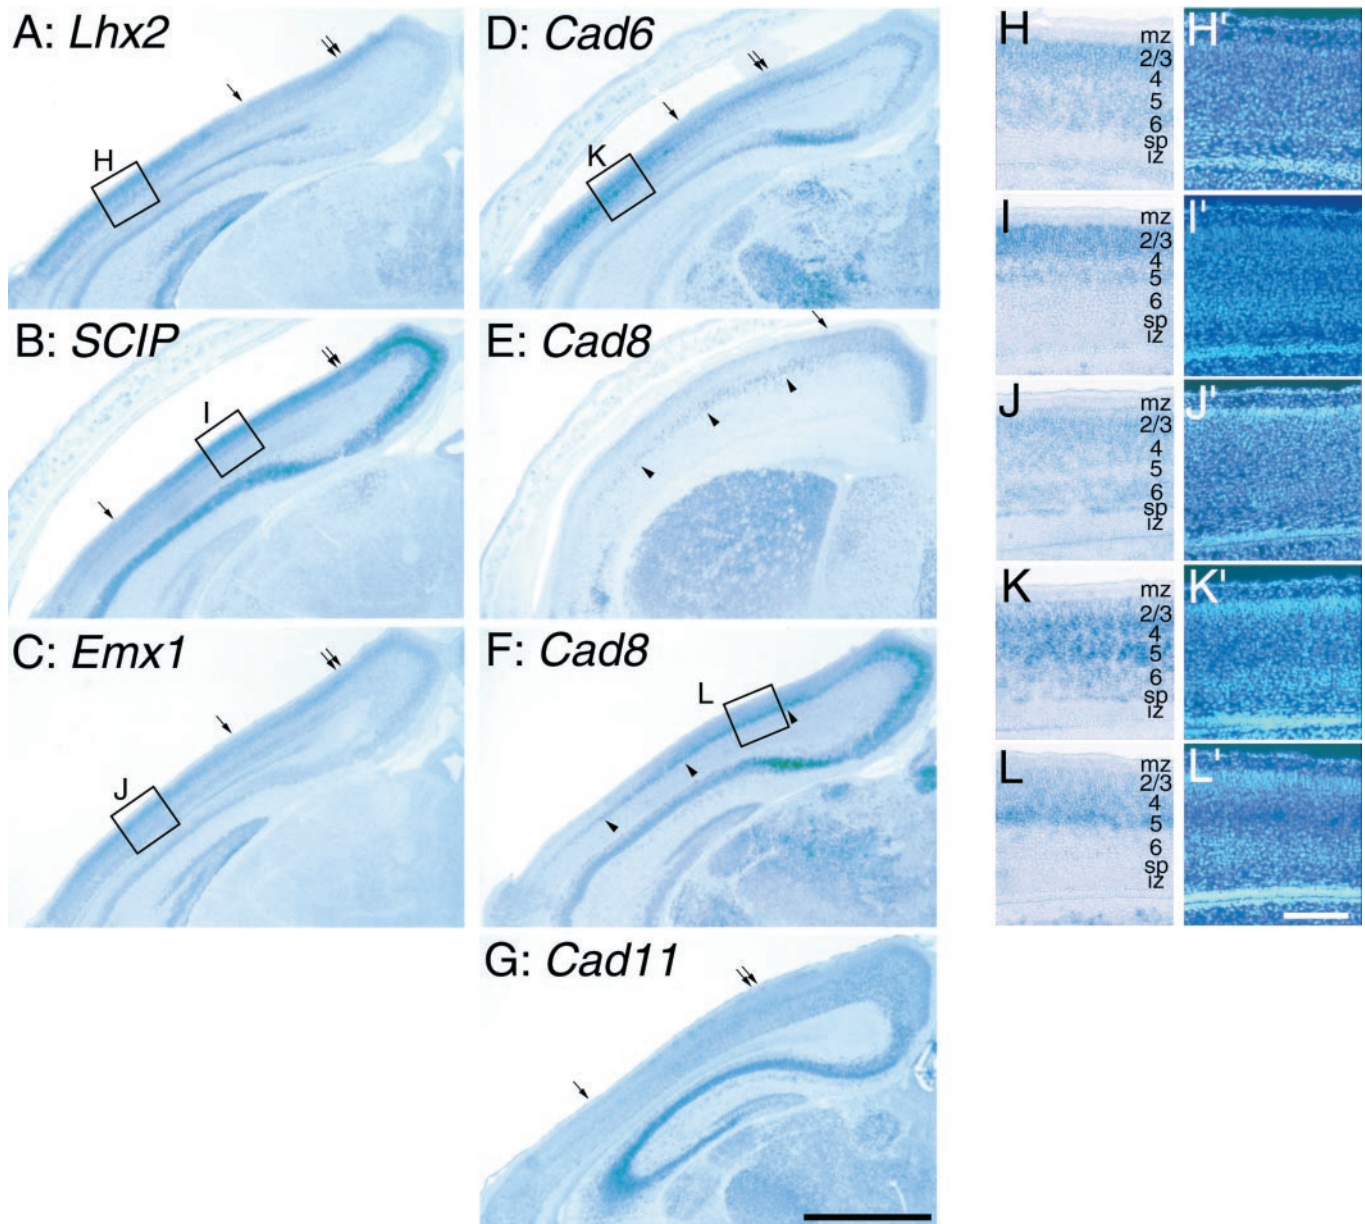 A: Lhx2
H
B: SCIP
I
C: Emx1
J
D: Cad6
K
E: Cad8
F: Cad8
L
G: Cad11
H
mz
2/3
4
5
6
sp
iz
H'
I
mz
2/3
4
5
6
sp
iz
I'
J
mz
2/3
4
5
6
sp
iz
J'
K
mz
2/3
4
5
6
sp
iz
K'
L
mz
2/3
4
5
6
sp
iz
L'